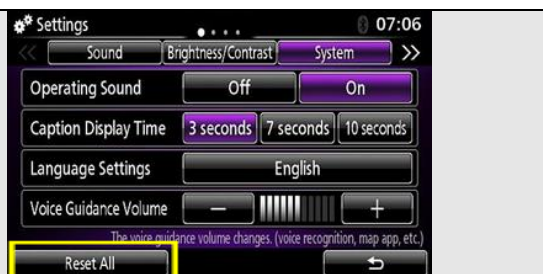 Settings 07:06
Sound Brightness/Contrast System
Operating Sound Off On
Caption Display Time 3 seconds 7 seconds 10 seconds
Language Settings English
Voice Guidance Volume − +
The voice guidance volume changes. (voice recognition, map app, etc.)
Reset All